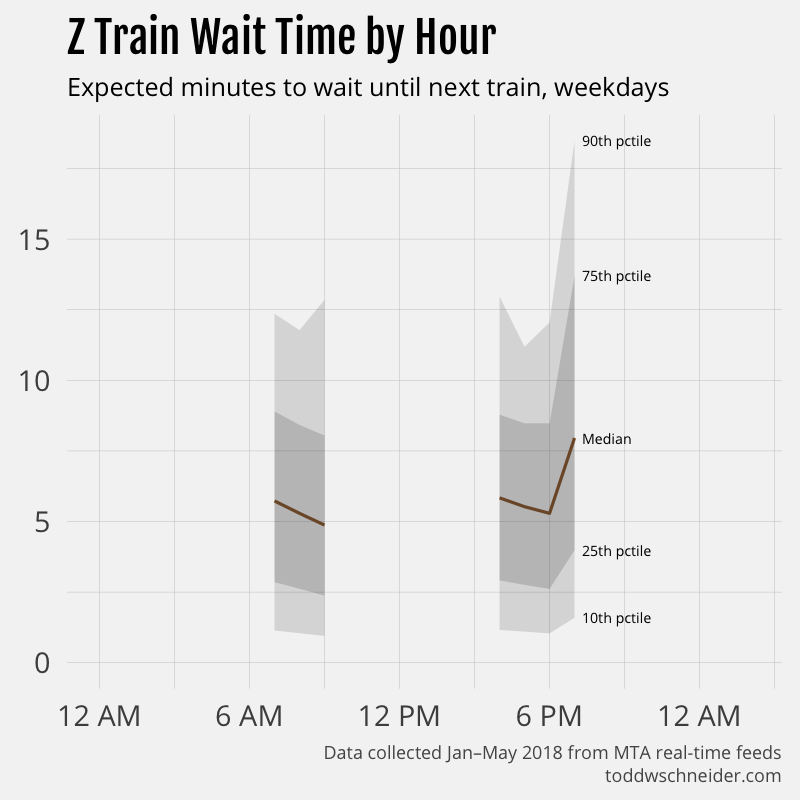 Z Train Wait Time by Hour
Expected minutes to wait until next train, weekdays
90th pctile
15
75th pctile
10
Median
5
25th pctile
10th pctile
0
12 AM 6 AM 12 PM 6 PM 12 AM
Data collected Jan–May 2018 from MTA real-time feeds
toddwschneider.com